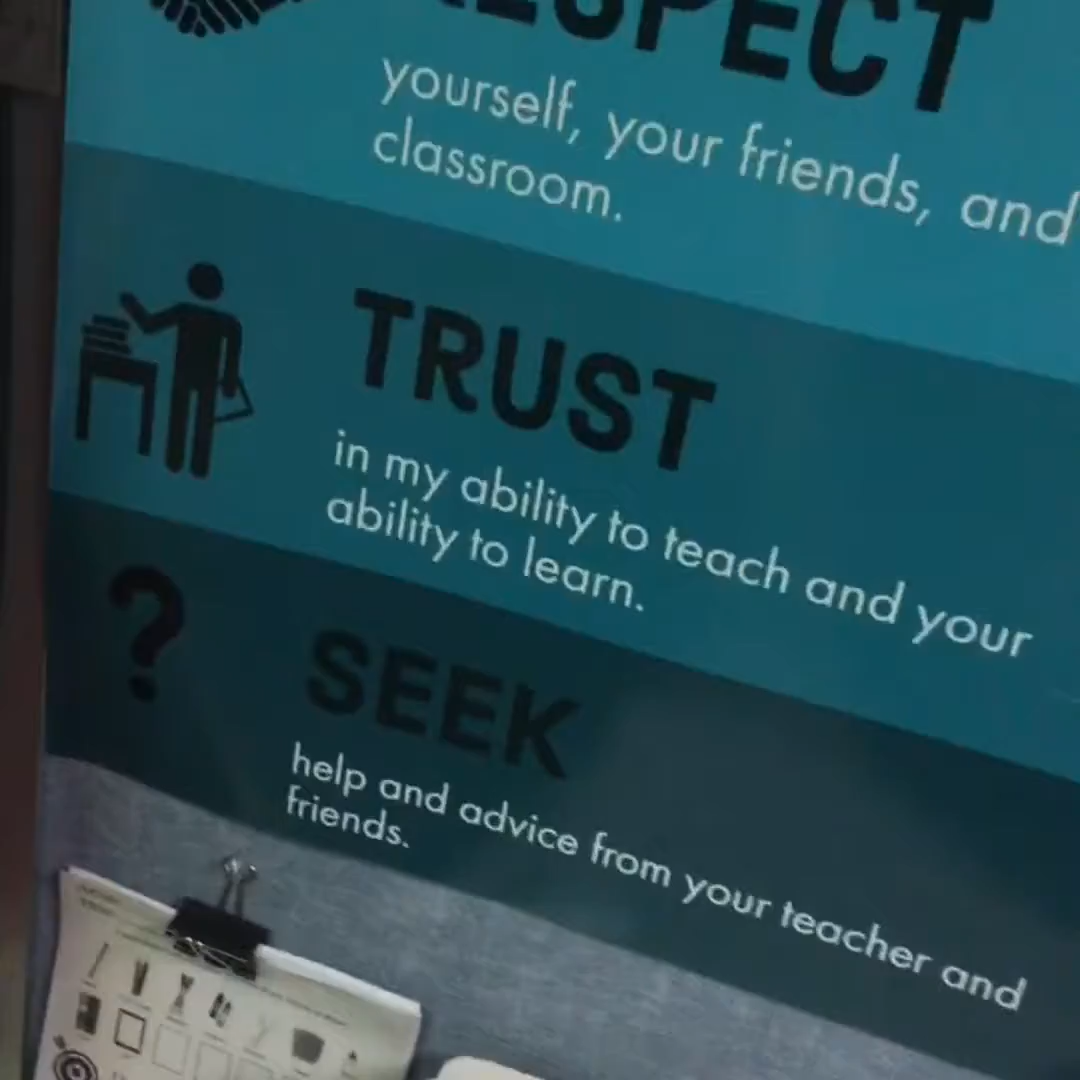 RESPECT
yourself, your friends, and
classroom.
TRUST
in my ability to teach and your
ability to learn.
?
SEEK
help and advice from your teacher and
friends.